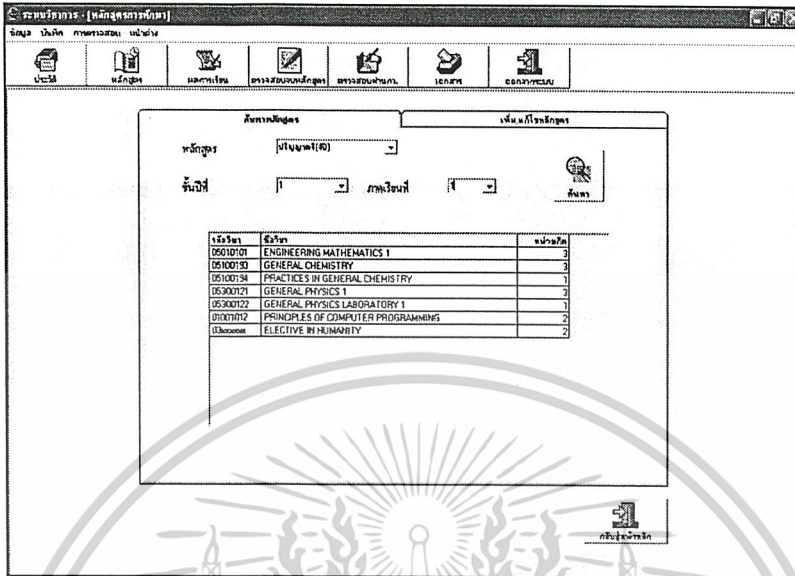 ระบบวิชาการ - [หลักสูตรการศึกษา]
ข้อมูล บันทึก การตรวจสอบ หน้าต่าง
ประวัติ หลักสูตร ผลการเรียน ตรวจสอบจบหลักสูตร ตรวจสอบผ่านกว. เอกสาร ออกจากระบบ
ค้นหาหลักสูตร เพิ่ม,แก้ไขหลักสูตร
หลักสูตร ปริญญาตรี(4ปี)
ชั้นปีที่ 1 ภาคเรียนที่ 1 ค้นหา
รหัสวิชา ชื่อวิชา หน่วยกิต
05010101 ENGINEERING MATHEMATICS 1 3
05100193 GENERAL CHEMISTRY 3
05100194 PRACTICES IN GENERAL CHEMISTRY 1
05300121 GENERAL PHYSICS 1 3
05300122 GENERAL PHYSICS LABORATORY 1 1
01001012 PRINCIPLES OF COMPUTER PROGRAMMING 2
ELECTIVE IN HUMANITY 2
กลับสู่หน้าหลัก